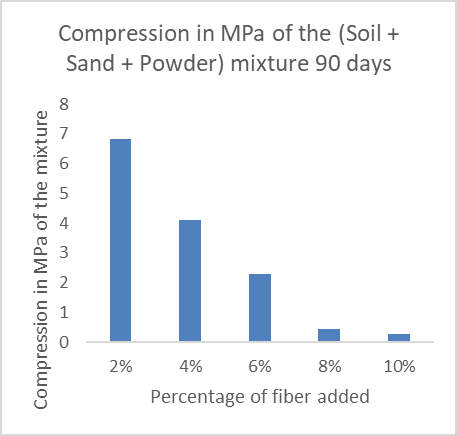 Compression in MPa of the (Soil +
Sand + Powder) mixture 90 days
Compression in MPa of the mixture
8
7
6
5
4
3
2
1
0
2% 4% 6% 8% 10%
Percentage of fiber added